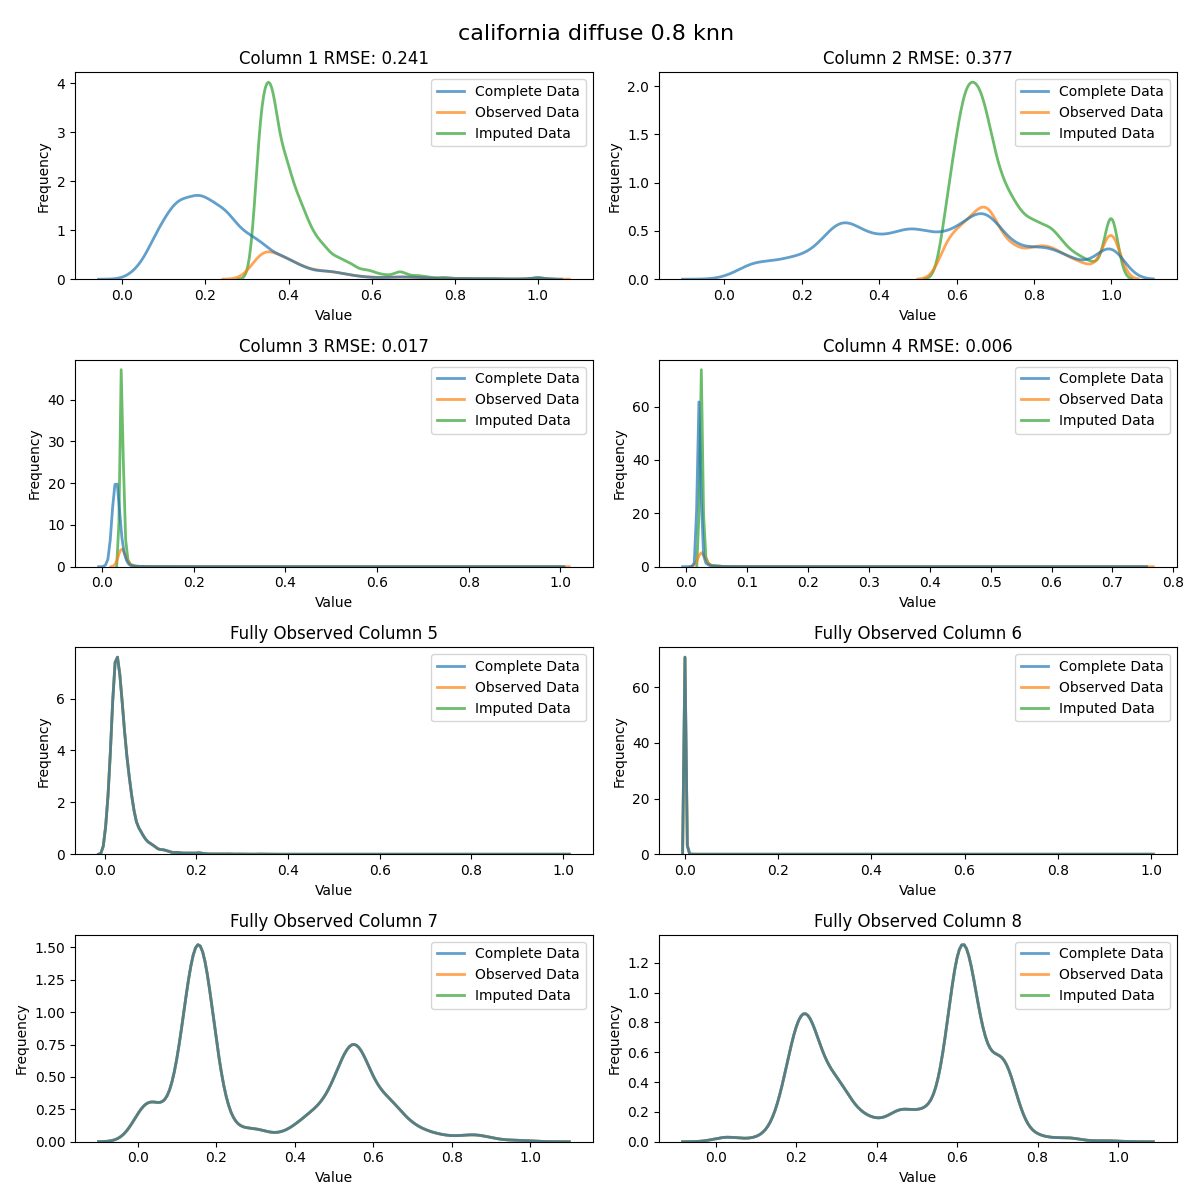 california diffuse 0.8 knn
Column 1 RMSE: 0.241
Frequency
4
3
2
1
0
0.0 0.2 0.4 0.6 0.8 1.0
Value
Complete Data
Observed Data
Imputed Data
Column 2 RMSE: 0.377
Frequency
2.0
1.5
1.0
0.5
0.0
0.0 0.2 0.4 0.6 0.8 1.0
Value
Complete Data
Observed Data
Imputed Data
Column 3 RMSE: 0.017
Frequency
40
30
20
10
0
0.0 0.2 0.4 0.6 0.8 1.0
Value
Complete Data
Observed Data
Imputed Data
Column 4 RMSE: 0.006
Frequency
60
40
20
0
0.0 0.1 0.2 0.3 0.4 0.5 0.6 0.7 0.8
Value
Complete Data
Observed Data
Imputed Data
Fully Observed Column 5
Frequency
6
4
2
0
0.0 0.2 0.4 0.6 0.8 1.0
Value
Complete Data
Observed Data
Imputed Data
Fully Observed Column 6
Frequency
60
40
20
0
0.0 0.2 0.4 0.6 0.8 1.0
Value
Complete Data
Observed Data
Imputed Data
Fully Observed Column 7
Frequency
1.50
1.25
1.00
0.75
0.50
0.25
0.00
0.0 0.2 0.4 0.6 0.8 1.0
Value
Complete Data
Observed Data
Imputed Data
Fully Observed Column 8
Frequency
1.2
1.0
0.8
0.6
0.4
0.2
0.0
0.0 0.2 0.4 0.6 0.8 1.0
Value
Complete Data
Observed Data
Imputed Data